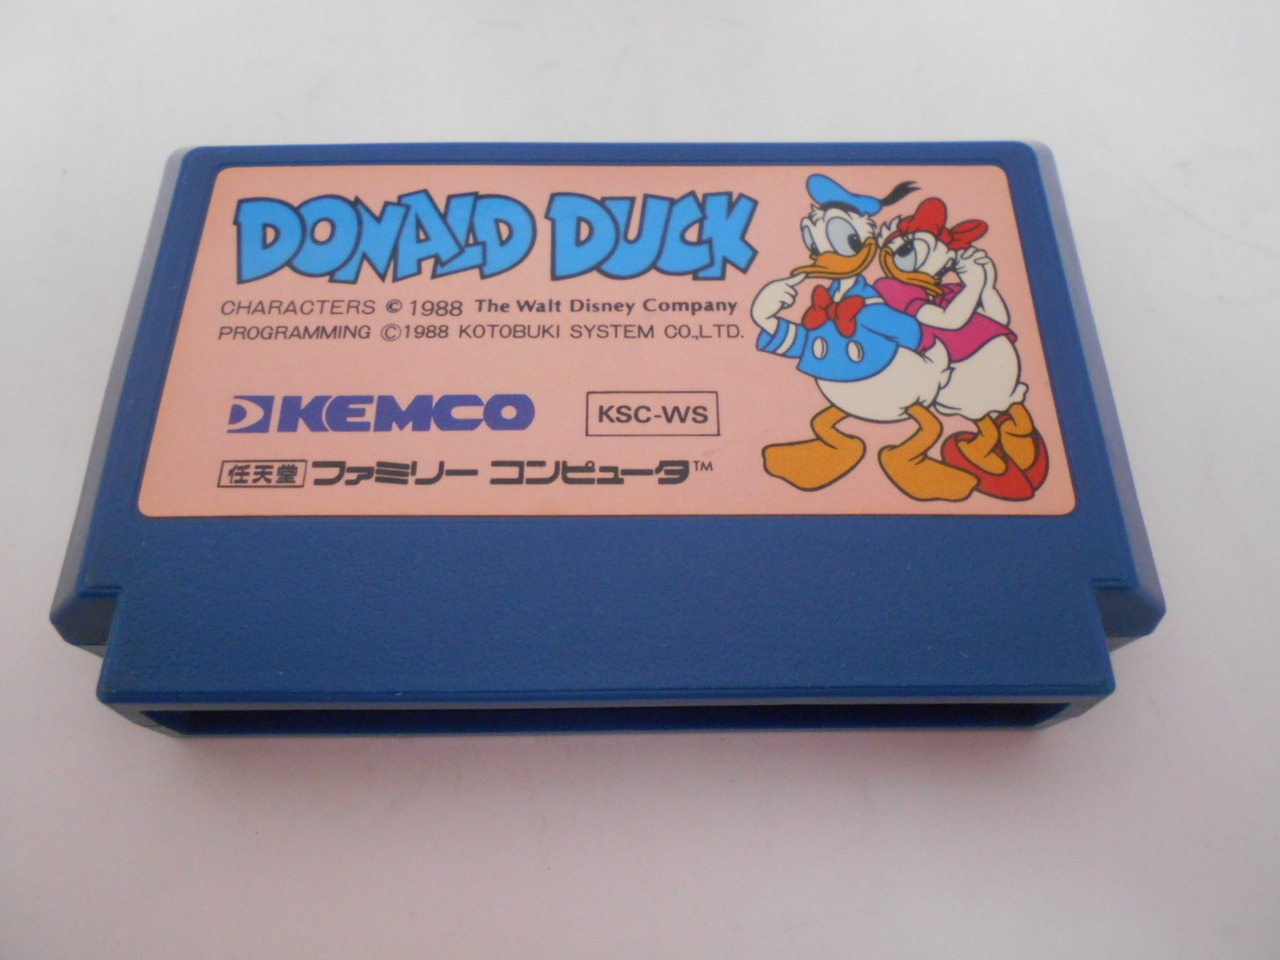 DONALD DUCK
CHARACTERS © 1988 The Walt Disney Company
PROGRAMMING ©1988 KOTOBUKI SYSTEM CO.,LTD.
KEMCO
KSC-WS
任天堂 ファミリー コンピュータ™